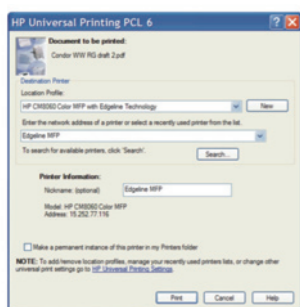 HP Universal Printing PCL 6
Document to be printed:
Condor WW RG draft 2.pdf
Destination Printer
Location Profile:
HP CM8060 Color MFP with Edgeline Technology
New
Enter the network address of a printer or select a recently used printer from the list.
Edgeline MFP
To search for available printers, click 'Search'.
Search...
Printer Information:
Nickname: (optional)
Edgeline MFP
Model: HP CM8060 Color MFP
Address: 15.252.77.116
Make a permanent instance of this printer in my Printers folder
NOTE: To add/remove location profiles, manage your recently used printers lists, or change other
universal print settings go to HP Universal Printing Settings.
Print
Cancel
Help